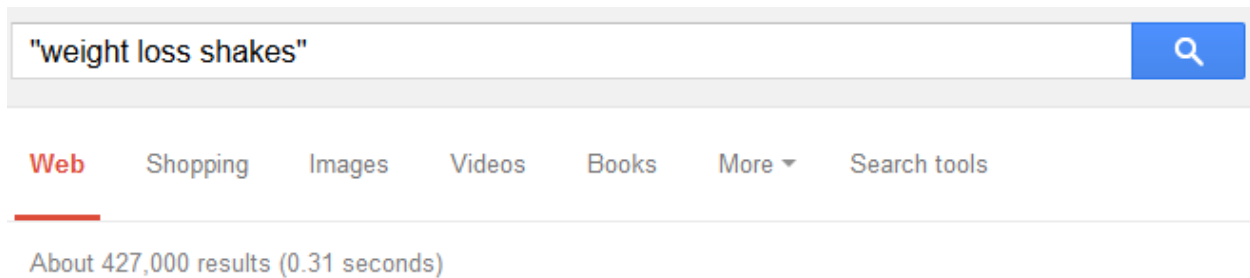 "weight loss shakes"
Web Shopping Images Videos Books More Search tools
About 427,000 results (0.31 seconds)